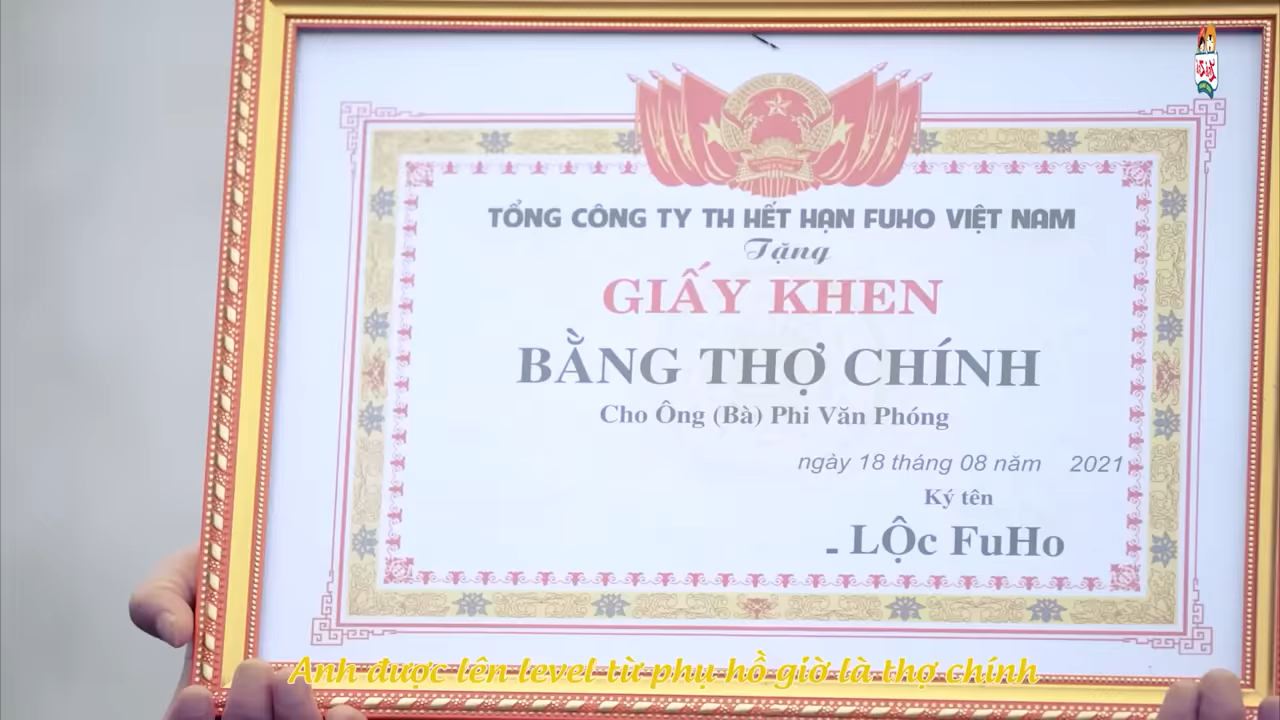 TỔNG CÔNG TY TH HẾT HẠN FUHO VIỆT NAM
Tặng
GIẤY KHEN
BẰNG THỢ CHÍNH
Cho Ông (Bà) Phi Văn Phóng
ngày 18 tháng 08 năm 2021
Ký tên
- LỘc FuHo
Anh được lên level từ phụ hồ giờ là thợ chính